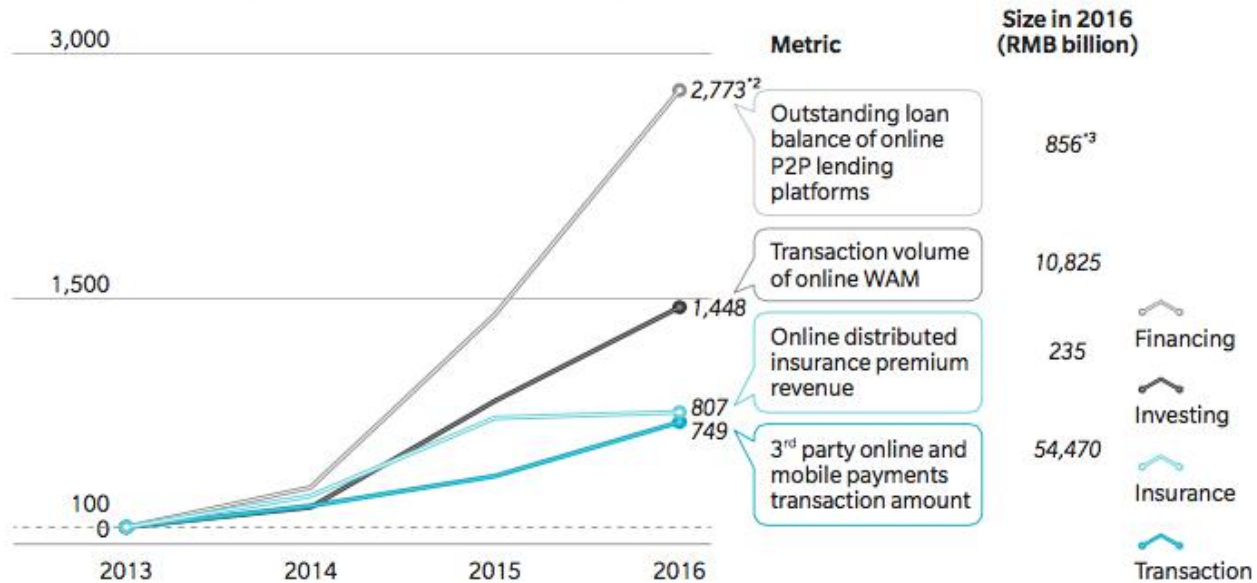 3,000
1,500
100
0
2013
2014
2015
2016
2,773*2
1,448
807
749
Metric
Size in 2016
(RMB billion)
Outstanding loan
balance of online
P2P lending
platforms
856*3
Transaction volume
of online WAM
10,825
Online distributed
insurance premium
revenue
235
3rd party online and
mobile payments
transaction amount
54,470
Financing
Investing
Insurance
Transaction